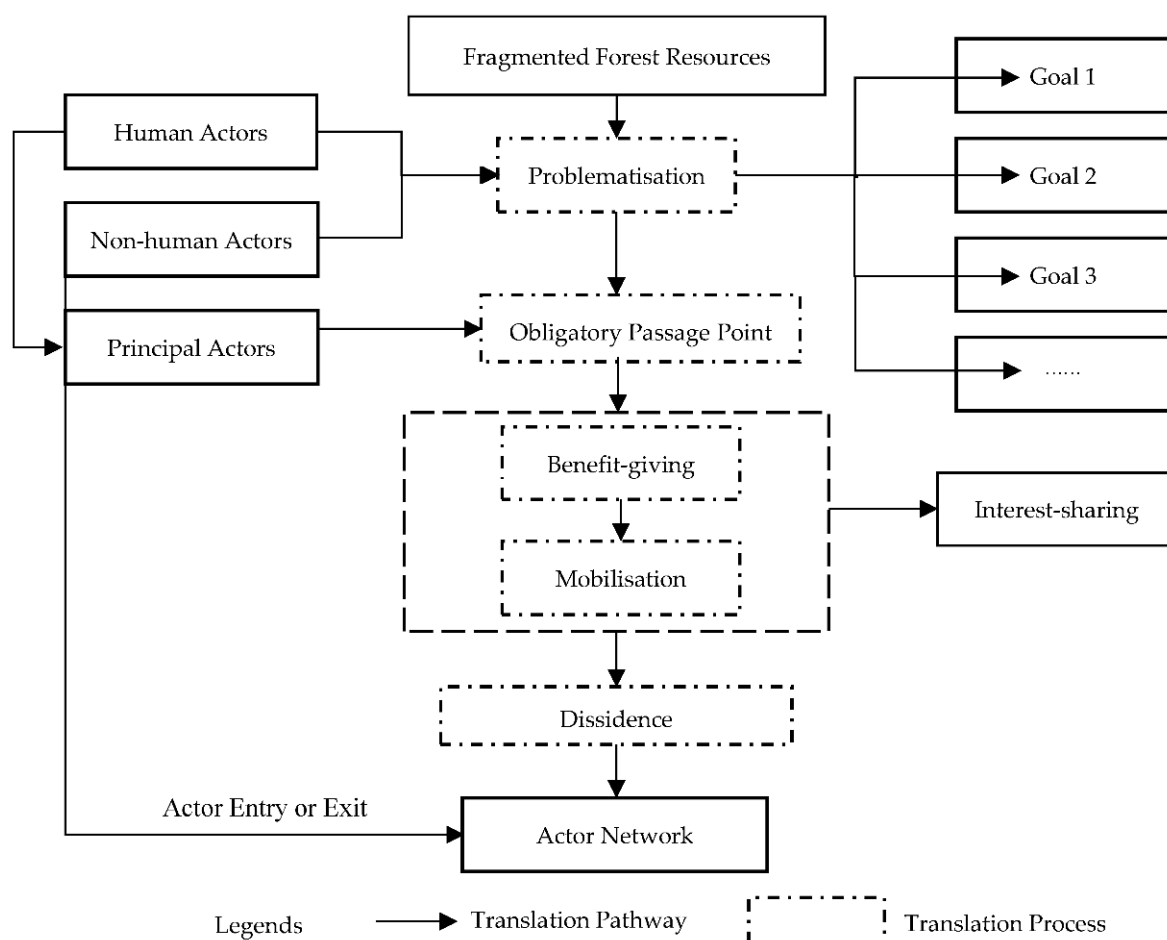 Fragmented Forest Resources
Goal 1
Human Actors
Problematisation
Goal 2
Non-human Actors
Goal 3
Principal Actors
Obligatory Passage Point
......
Benefit-giving
Interest-sharing
Mobilisation
Dissidence
Actor Entry or Exit
Actor Network
Legends
Translation Pathway
Translation Process